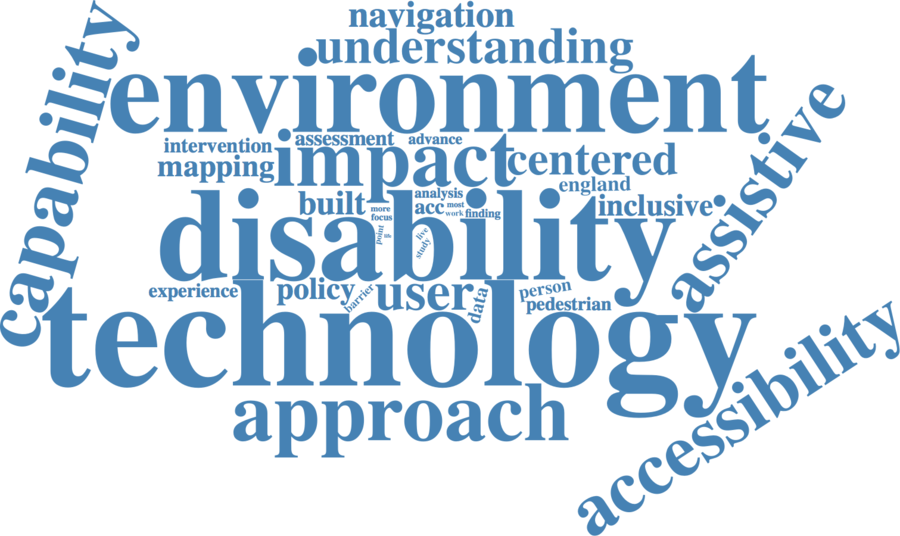 navigation
understanding
capability
environment
assistive
intervention
assessment
advance
mapping
impact
centered
england
analysis
built
more
focus
acc
most
work
finding
inclusive
disability
point
life
live
study
experience
policy
barrier
user
data
person
pedestrian
technology
approach
accessibility